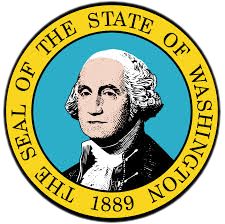 THE SEAL OF THE STATE OF WASHINGTON
1889